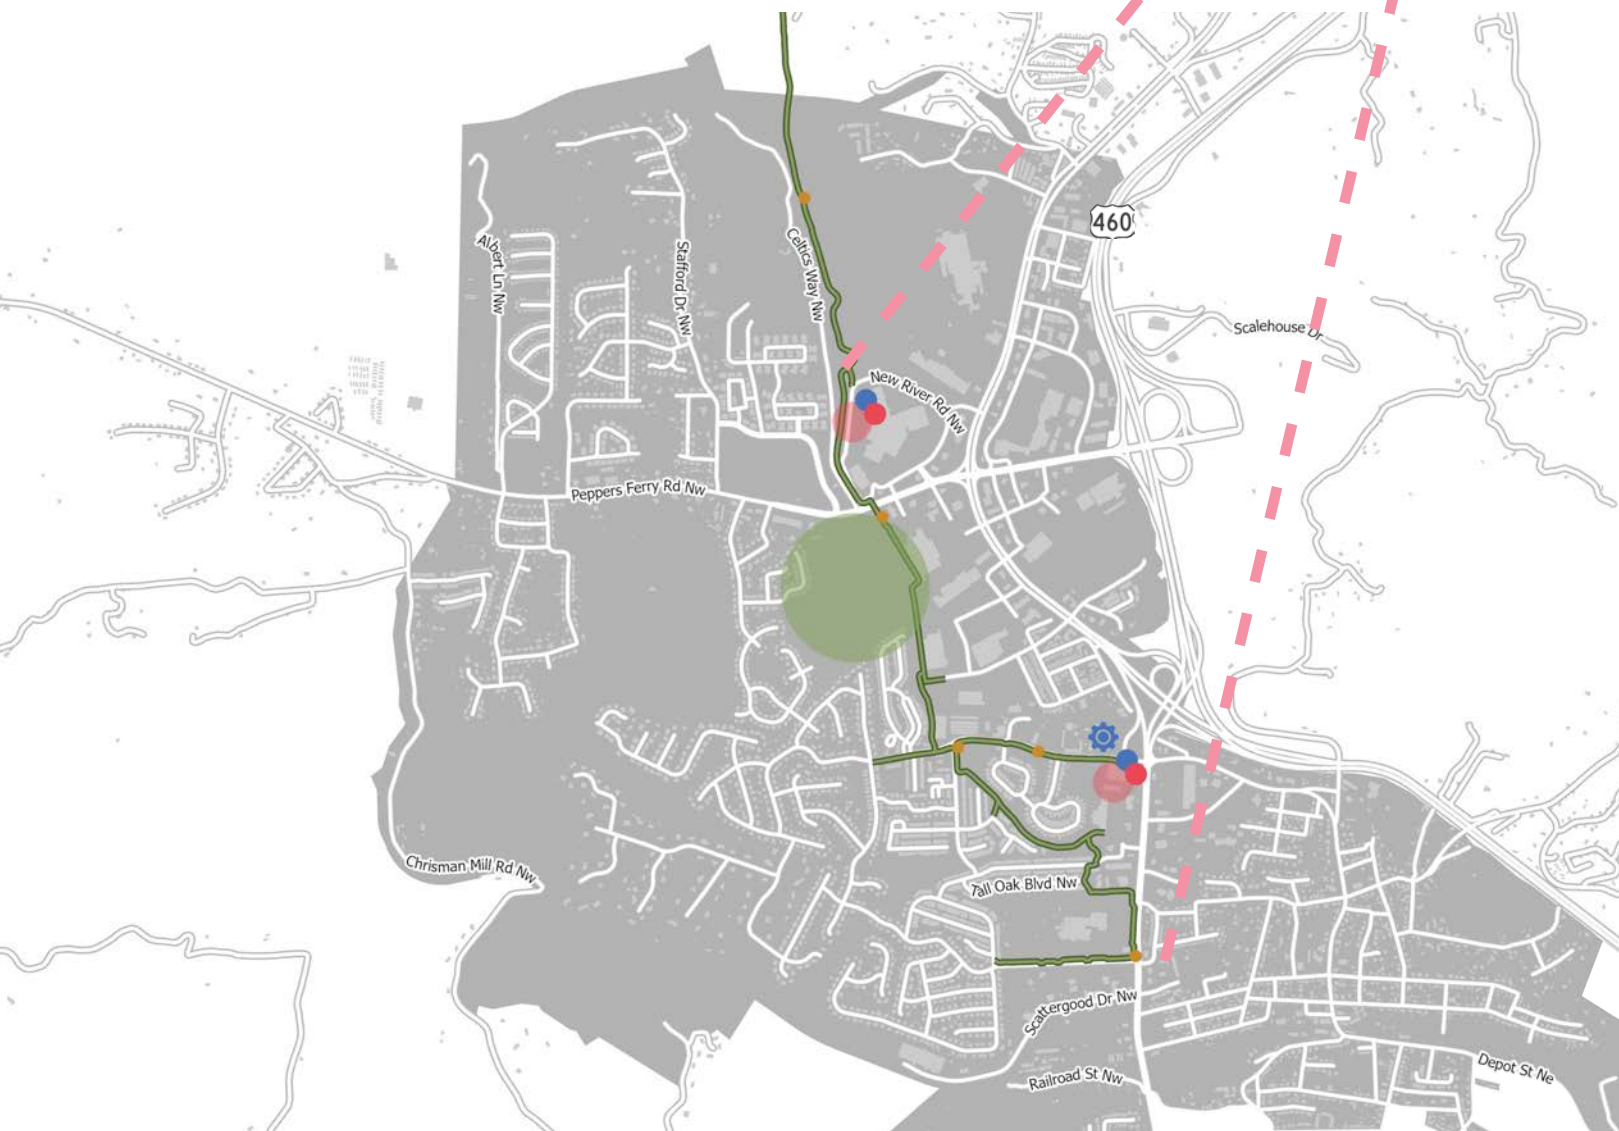 460
Albert Ln Nw
Stafford Dr Nw
Celtics Way Nw
Scalehouse Dr
New River Rd Nw
Peppers Ferry Rd Nw
Chrisman Mill Rd Nw
Tall Oak Blvd Nw
Scattergood Dr Nw
Depot St Ne
Railroad St Nw